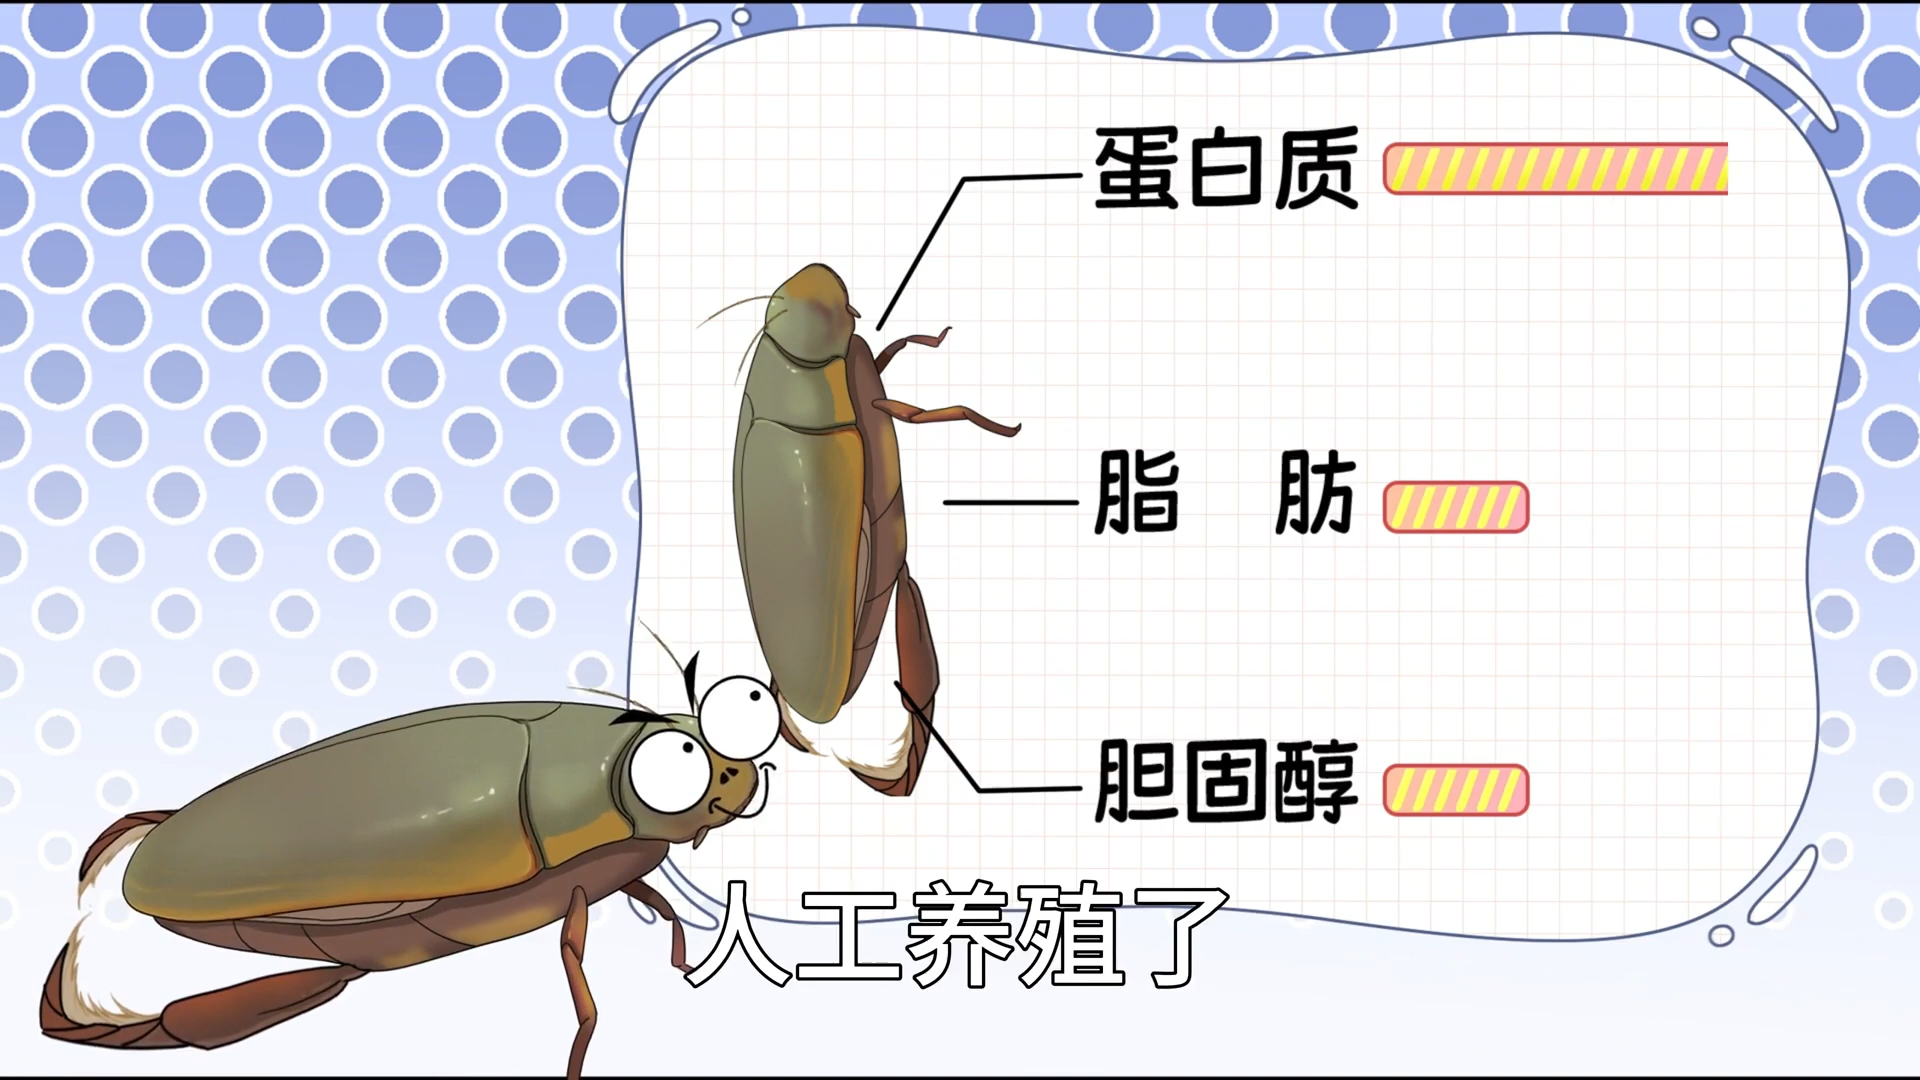 蛋白质
脂 肪
胆固醇
人工养殖了